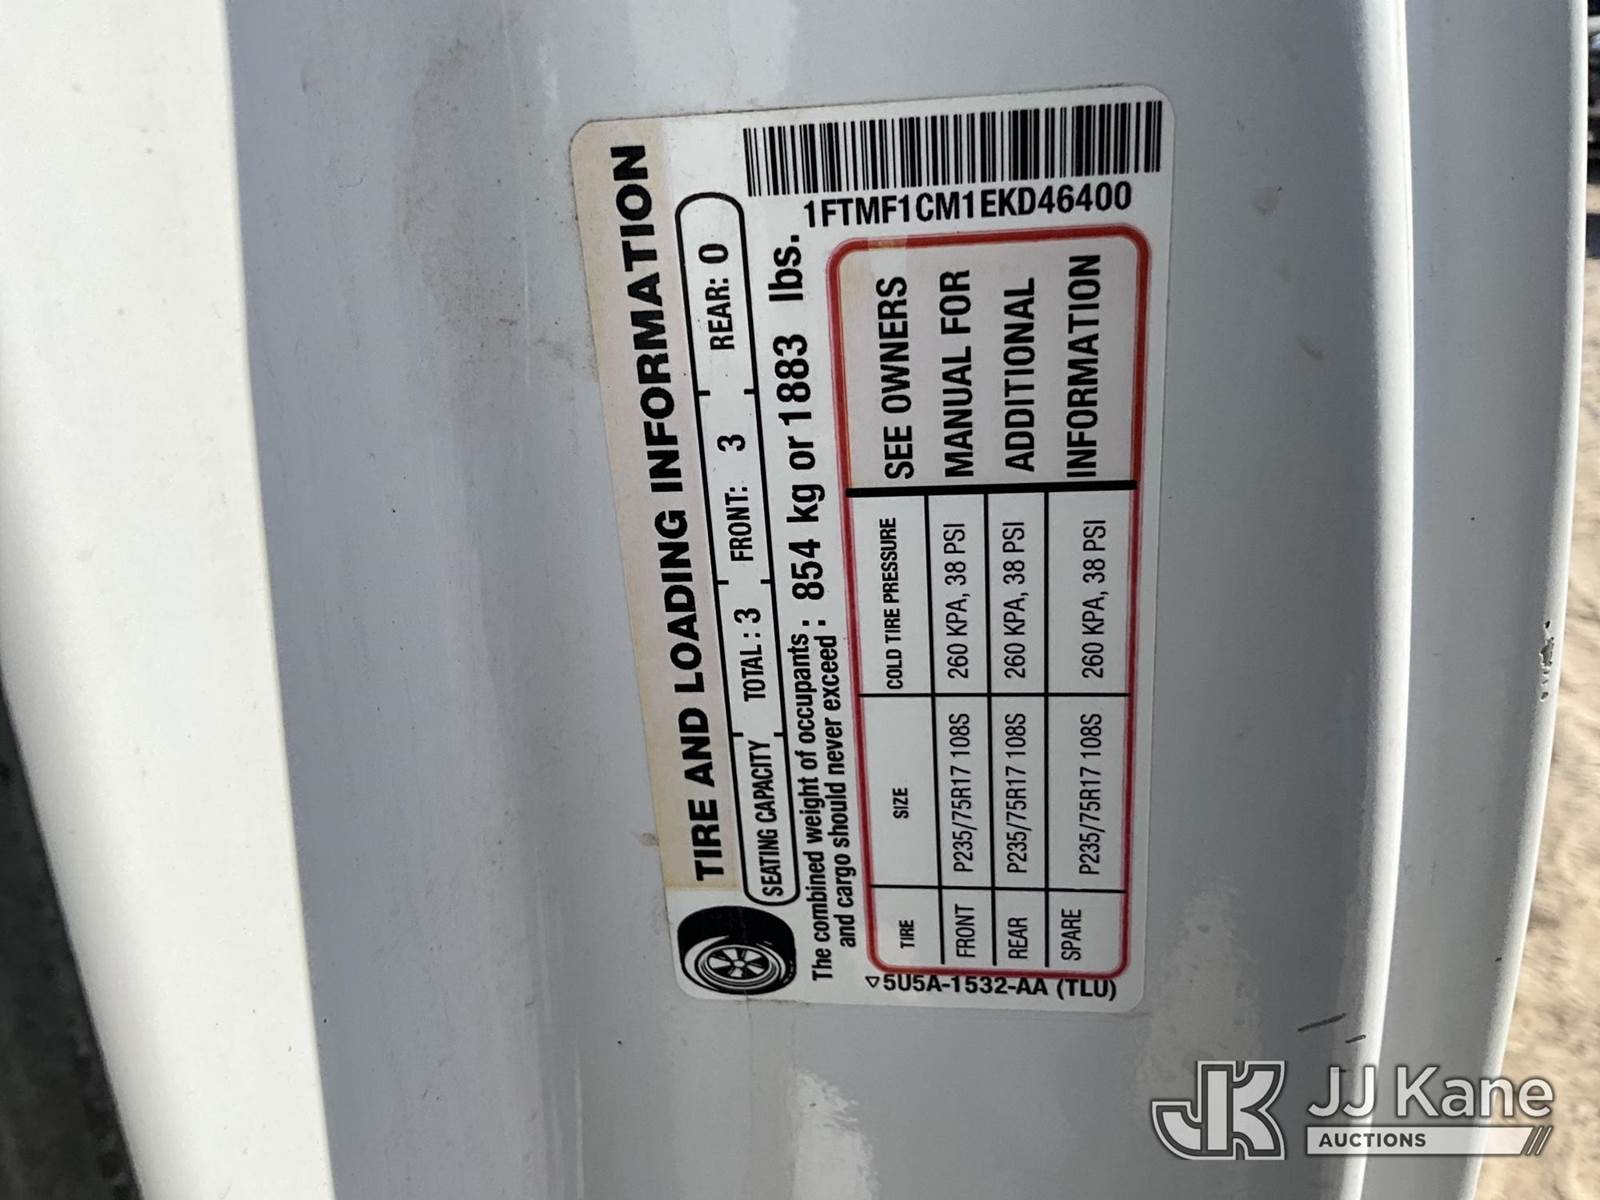 TIRE AND LOADING INFORMATION
SEATING CAPACITY TOTAL : 3 FRONT: 3 REAR: 0
The combined weight of occupants : 854 kg or 1883 lbs.
and cargo should never exceed :
1FTMF1CM1EKD46400
TIRE SIZE COLD TIRE PRESSURE
FRONT P235/75R17 108S 260 KPA, 38 PSI
REAR P235/75R17 108S 260 KPA, 38 PSI
SPARE P235/75R17 108S 260 KPA, 38 PSI
SEE OWNERS
MANUAL FOR
ADDITIONAL
INFORMATION
5U5A-1532-AA (TLU)
JK JJ Kane
AUCTIONS